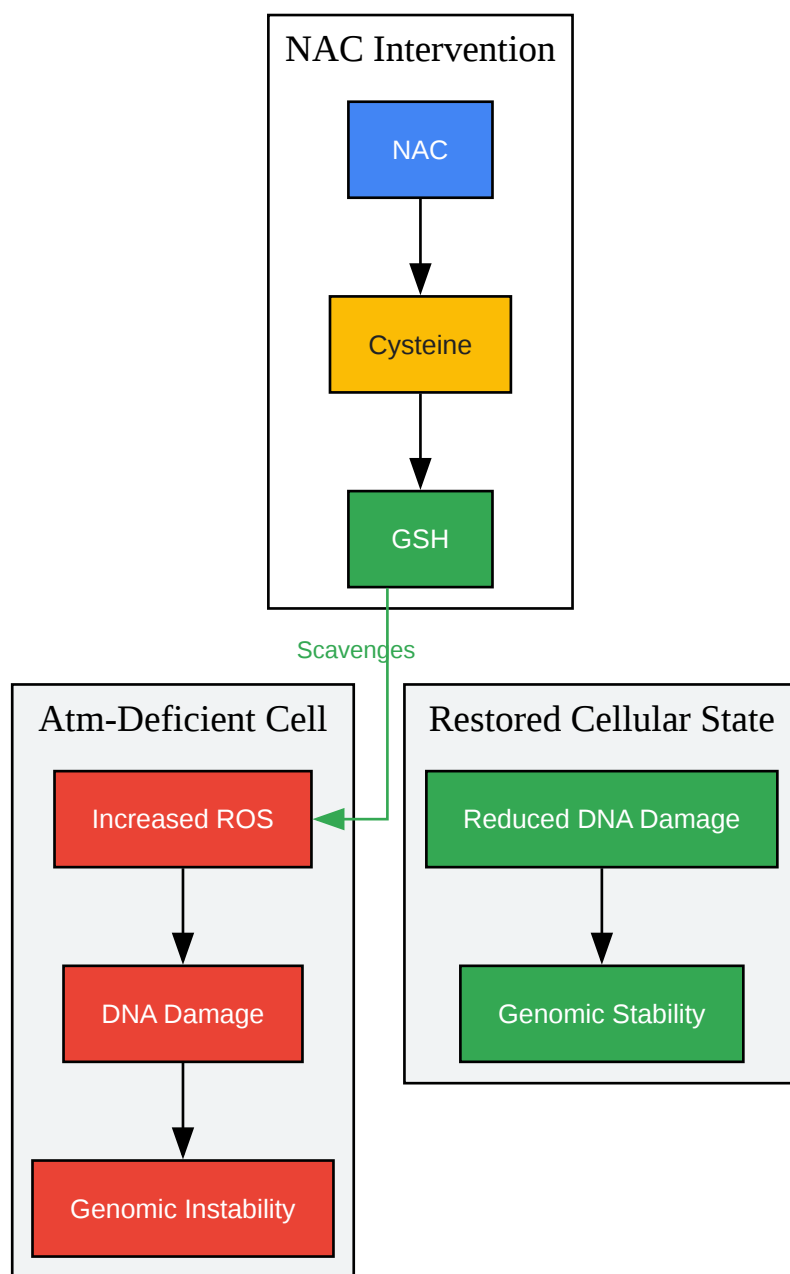 NAC Intervention
NAC
Cysteine
GSH
Scavenges
Atm-Deficient Cell
Increased ROS
DNA Damage
Genomic Instability
Restored Cellular State
Reduced DNA Damage
Genomic Stability